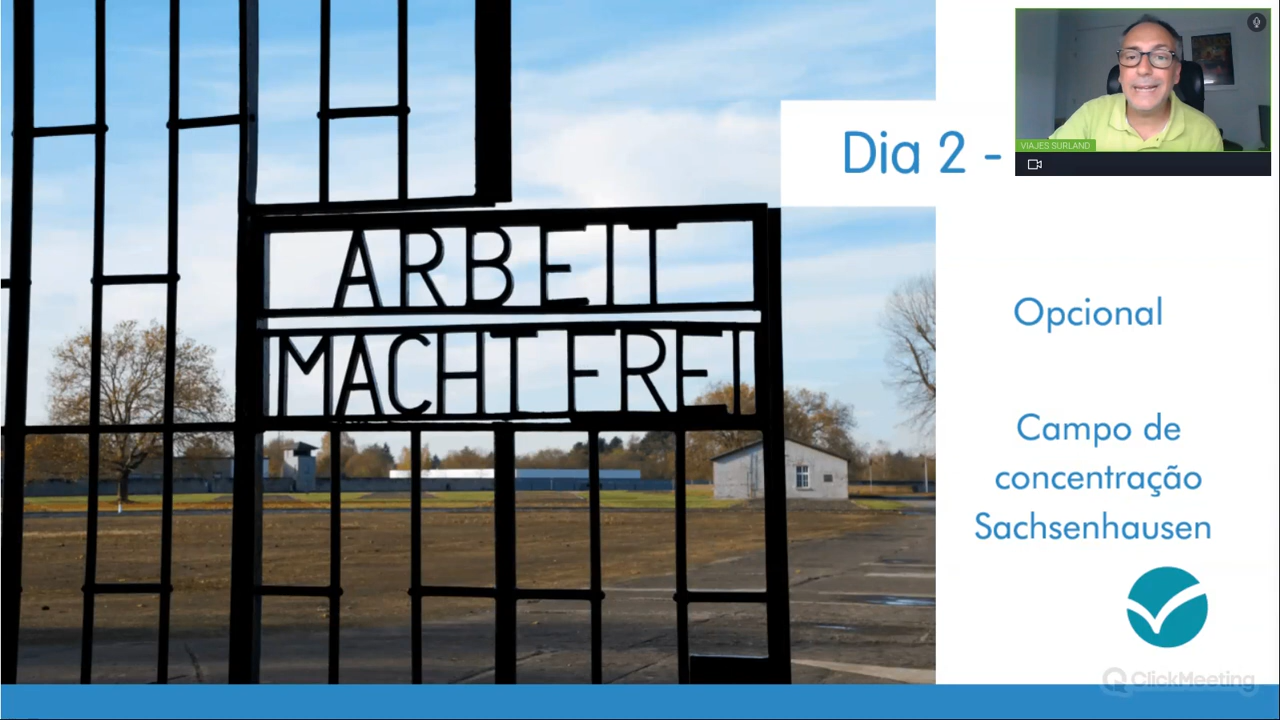 ARBEIT
MACHT FREI
Dia 2 -
VIAJES SURLAND
Opcional
Campo de
concentração
Sachsenhausen
ClickMeeting